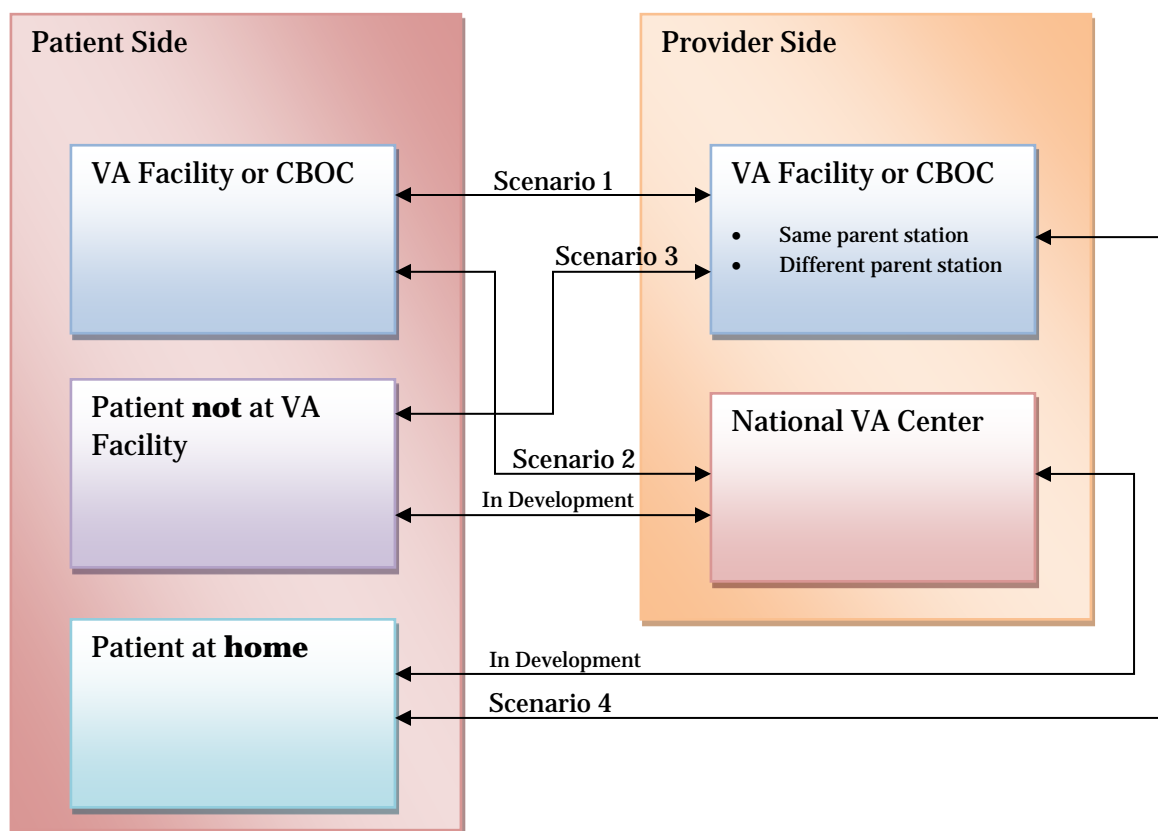 Patient Side
Provider Side
VA Facility or CBOC
Scenario 1
VA Facility or CBOC
• Same parent station
• Different parent station
Scenario 3
Patient not at VA
Facility
National VA Center
Scenario 2
In Development
Patient at home
In Development
Scenario 4